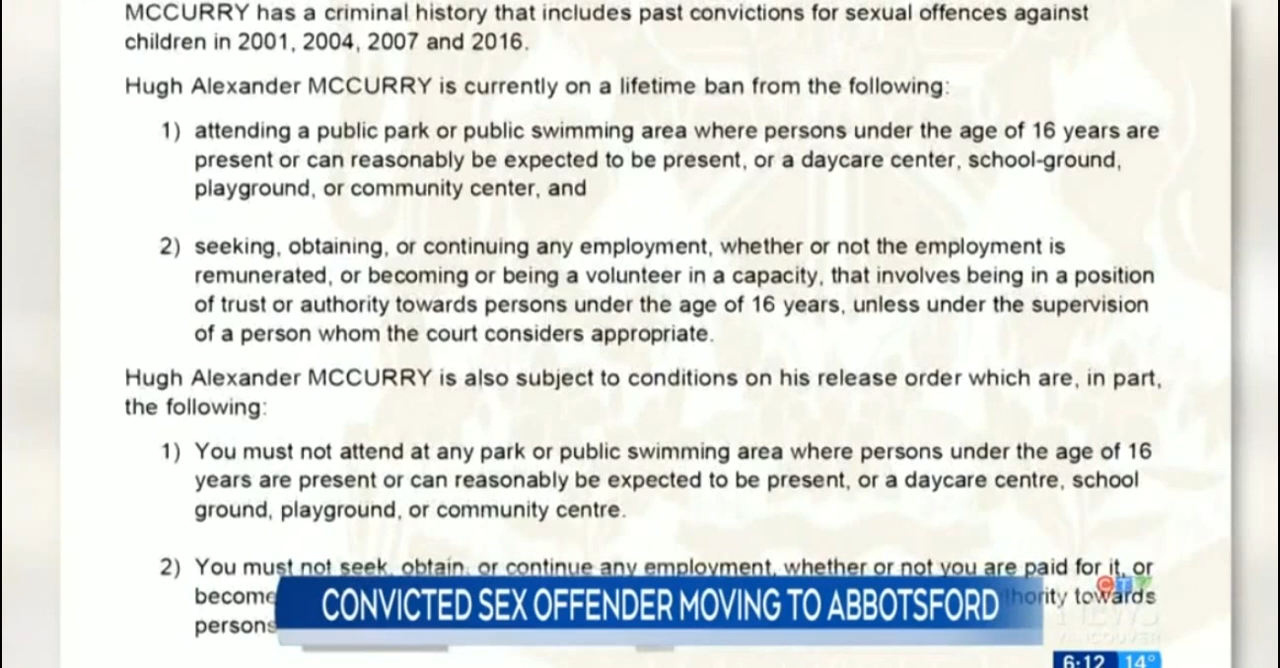 MCCURRY has a criminal history that includes past convictions for sexual offences against
children in 2001, 2004, 2007 and 2016.
Hugh Alexander MCCURRY is currently on a lifetime ban from the following:
1) attending a public park or public swimming area where persons under the age of 16 years are
present or can reasonably be expected to be present, or a daycare center, school-ground,
playground, or community center, and
2) seeking, obtaining, or continuing any employment, whether or not the employment is
remunerated, or becoming or being a volunteer in a capacity, that involves being in a position
of trust or authority towards persons under the age of 16 years, unless under the supervision
of a person whom the court considers appropriate.
Hugh Alexander MCCURRY is also subject to conditions on his release order which are, in part,
the following:
1) You must not attend at any park or public swimming area where persons under the age of 16
years are present or can reasonably be expected to be present, or a daycare centre, school
ground, playground, or community centre.
2) You must not seek, obtain, or continue any employment, whether or not you are paid for it, or
become towards
persons
CONVICTED SEX OFFENDER MOVING TO ABBOTSFORD
CTV
NEWS
VANCOUVER
6:12 14°